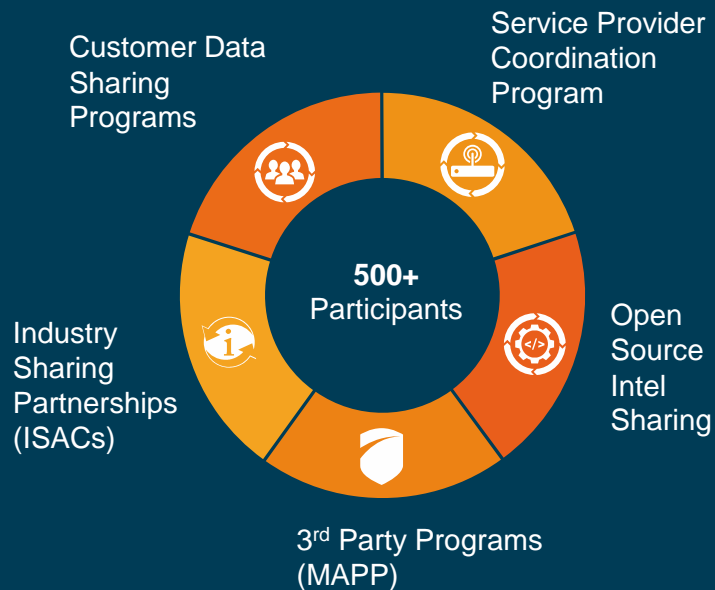 Customer Data
Sharing
Programs
Service Provider
Coordination
Program
500+
Participants
</>
Industry
Sharing
Partnerships
(ISACs)
i
Open
Source
Intel
Sharing
3rd Party Programs
(MAPP)